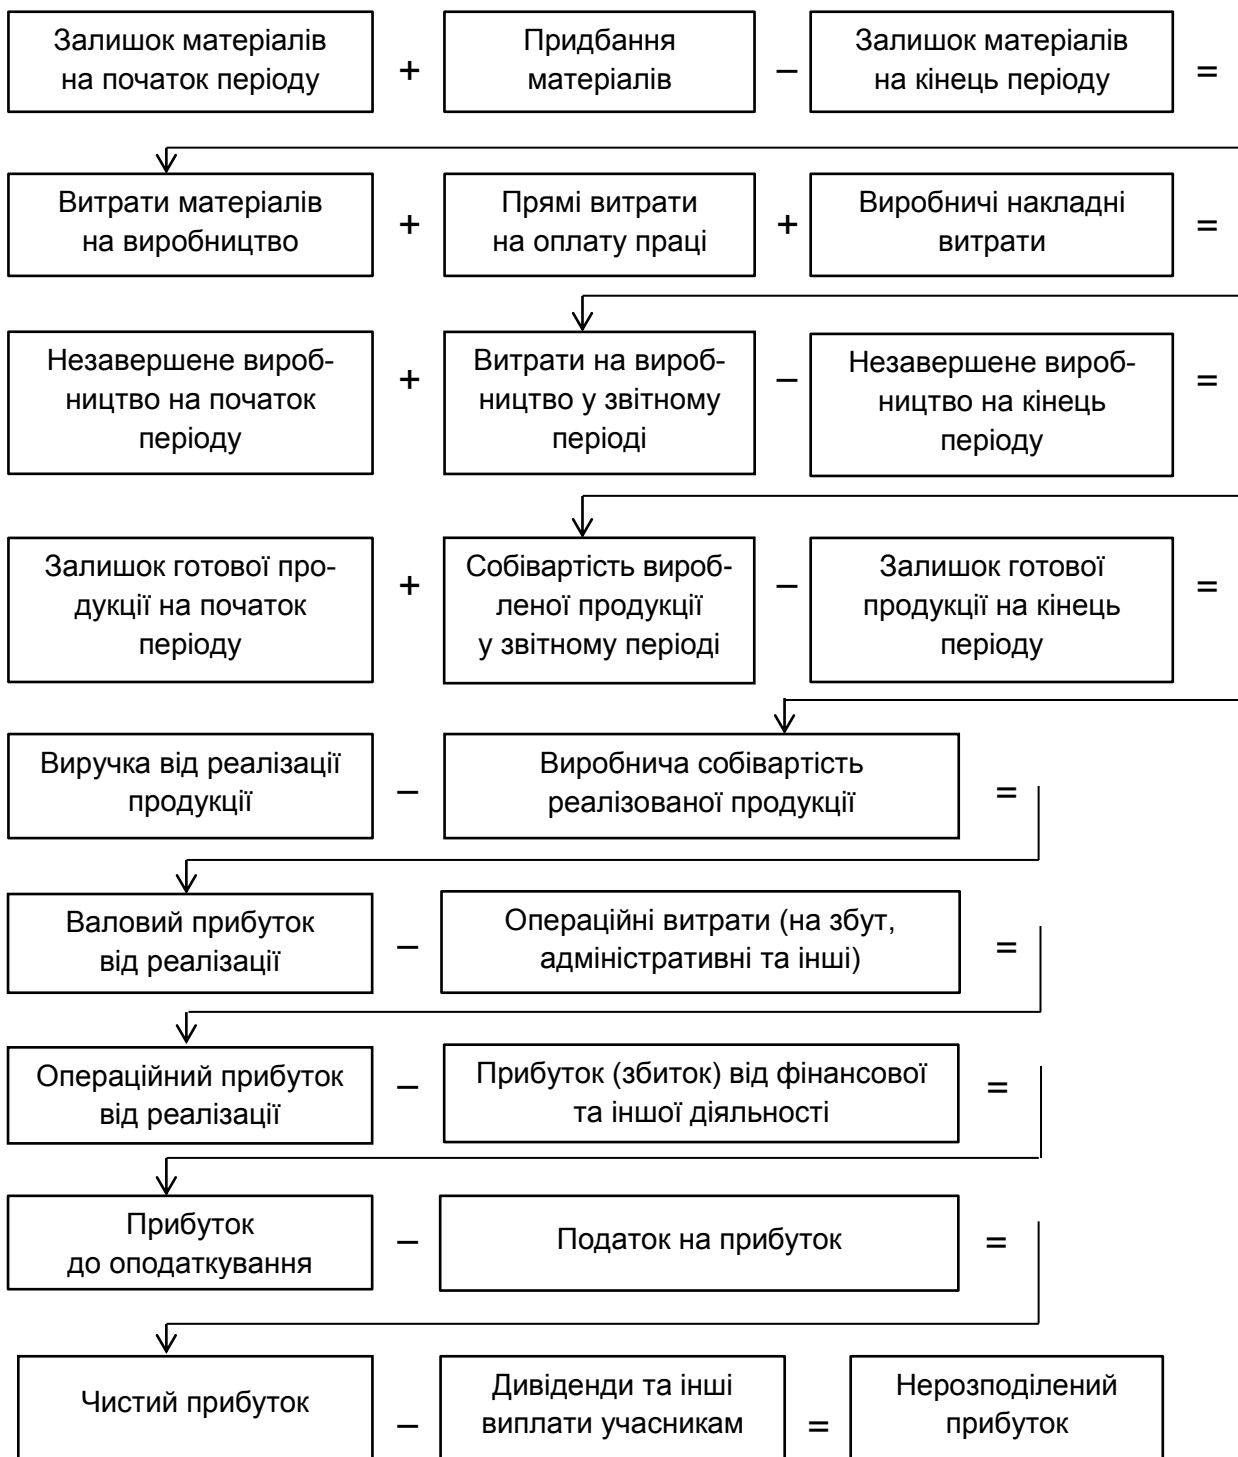 Залишок матеріалів
на початок періоду
+
Придбання
матеріалів
–
Залишок матеріалів
на кінець періоду
=
Витрати матеріалів
на виробництво
+
Прямі витрати
на оплату праці
+
Виробничі накладні
витрати
=
Незавершене вироб-
ництво на початок
періоду
+
Витрати на вироб-
ництво у звітному
періоді
–
Незавершене вироб-
ництво на кінець
періоду
=
Залишок готової про-
дукції на початок
періоду
+
Собівартість вироб-
леної продукції
у звітному періоді
–
Залишок готової
продукції на кінець
періоду
=
Виручка від реалізації
продукції
–
Виробнича собівартість
реалізованої продукції
=
Валовий прибуток
від реалізації
–
Операційні витрати (на збут,
адміністративні та інші)
=
Операційний прибуток
від реалізації
–
Прибуток (збиток) від фінансової
та іншої діяльності
=
Прибуток
до оподаткування
–
Податок на прибуток
=
Чистий прибуток
–
Дивіденди та інші
виплати учасникам
=
Нерозподілений
прибуток